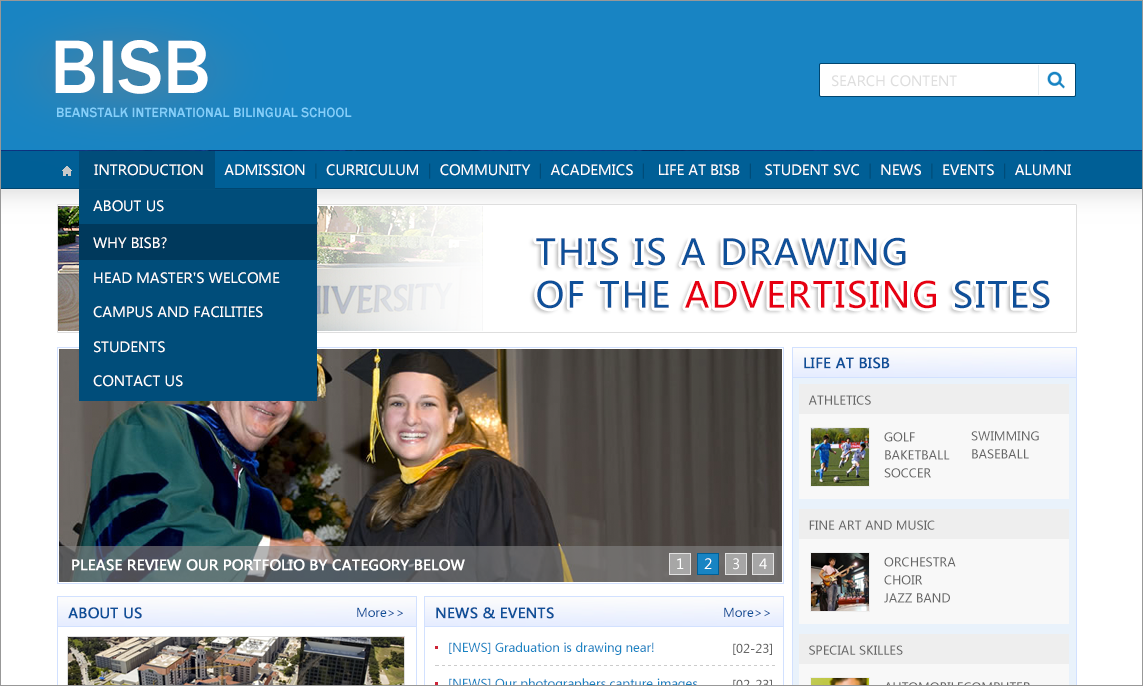 BISB
BEANSTALK INTERNATIONAL BILINGUAL SCHOOL
SEARCH CONTENT
INTRODUCTION ADMISSION CURRICULUM COMMUNITY ACADEMICS LIFE AT BISB STUDENT SVC NEWS EVENTS ALUMNI
ABOUT US
WHY BISB?
HEAD MASTER'S WELCOME
CAMPUS AND FACILITIES
STUDENTS
CONTACT US
THIS IS A DRAWING
OF THE ADVERTISING SITES
PLEASE REVIEW OUR PORTFOLIO BY CATEGORY BELOW
1 2 3 4
LIFE AT BISB
ATHLETICS
GOLF SWIMMING
BAKETBALL BASEBALL
SOCCER
FINE ART AND MUSIC
ORCHESTRA
CHOIR
JAZZ BAND
SPECIAL SKILLES
ABOUT US More>>
NEWS & EVENTS More>>
[NEWS] Graduation is drawing near! [02-23]
[NEWS] Our photographers capture images [02-23]
AUTOMOBILECOMPUTER